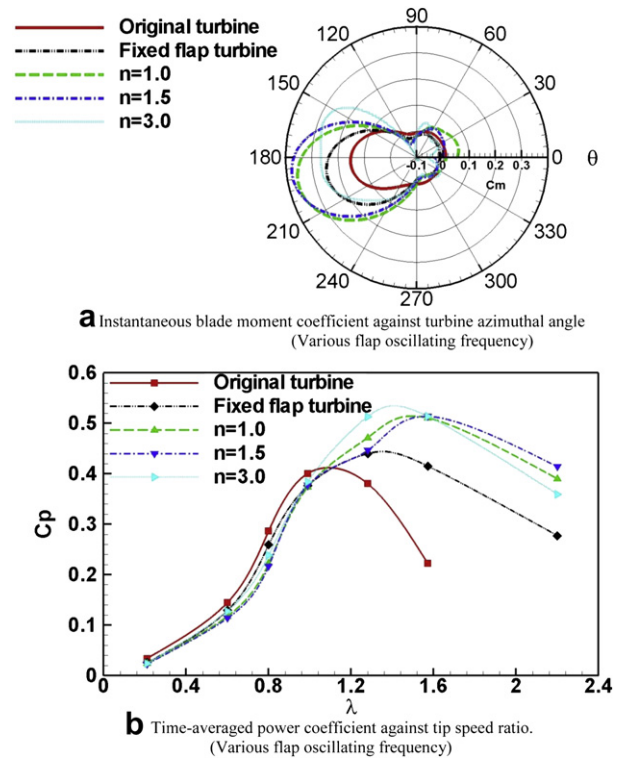 Original turbine
Fixed flap turbine
n=1.0
n=1.5
n=3.0
90
120
60
150
30
180
-0.1
0
0.1
0.2
0.3
0
θ
Cm
210
330
240
300
270
a Instantaneous blade moment coefficient against turbine azimuthal angle
(Various flap oscillating frequency)
0.6
0.5
0.4
0.3
0.2
0.1
0
Cp
Original turbine
Fixed flap turbine
n=1.0
n=1.5
n=3.0
0
0.4
0.8
1.2
1.6
2
2.4
λ
b Time-averaged power coefficient against tip speed ratio.
(Various flap oscillating frequency)